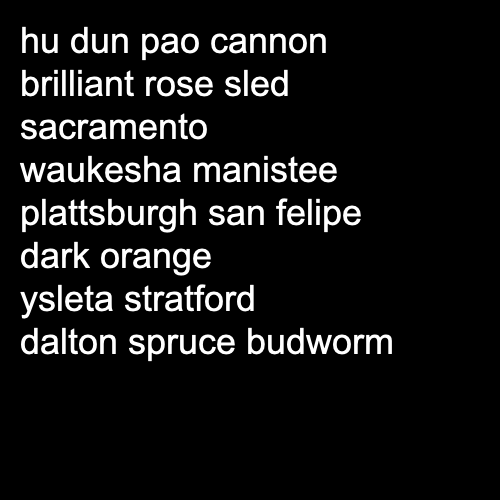 hu dun pao cannon
brilliant rose sled
sacramento
waukesha manistee
plattsburgh san felipe
dark orange
ysleta stratford
dalton spruce budworm